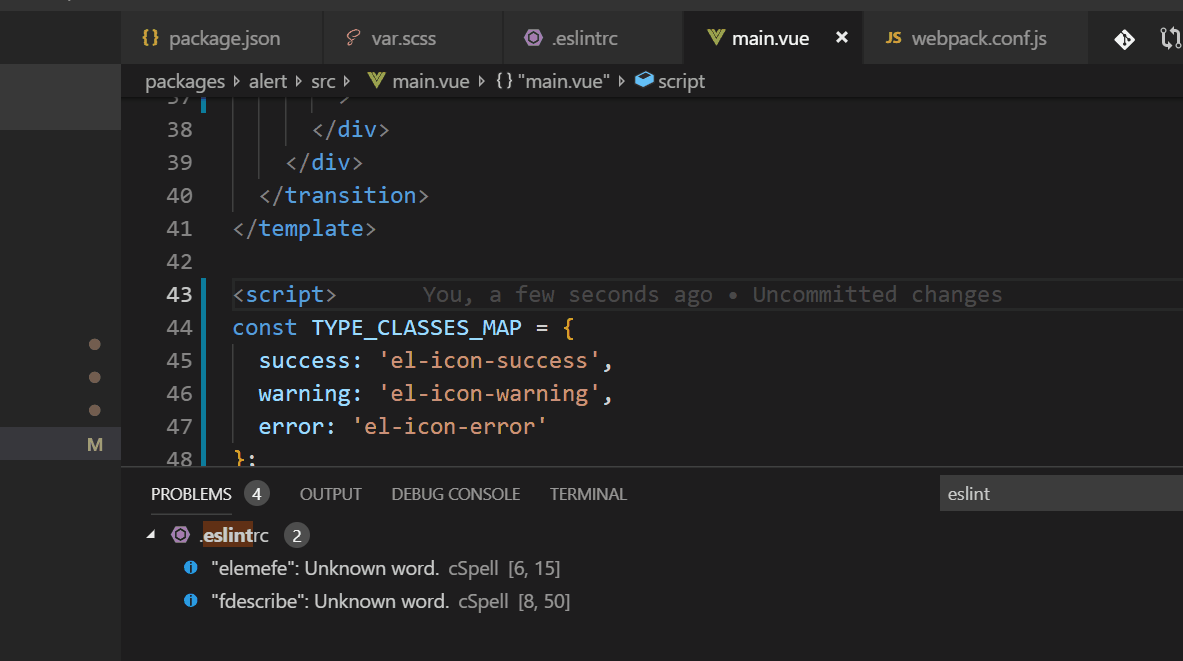 {} package.json var.scss .eslintrc main.vue × JS webpack.conf.js
packages alert src main.vue {} "main.vue" script
37 >
38 </div>
39 </div>
40 </transition>
41 </template>
42
43 <script> You, a few seconds ago • Uncommitted changes
44 const TYPE_CLASSES_MAP = {
45 success: 'el-icon-success',
46 warning: 'el-icon-warning',
47 error: 'el-icon-error'
M
48 };
PROBLEMS 4 OUTPUT DEBUG CONSOLE TERMINAL eslint
.eslintrc 2
"elemefe": Unknown word. cSpell [6, 15]
"fdescribe": Unknown word. cSpell [8, 50]